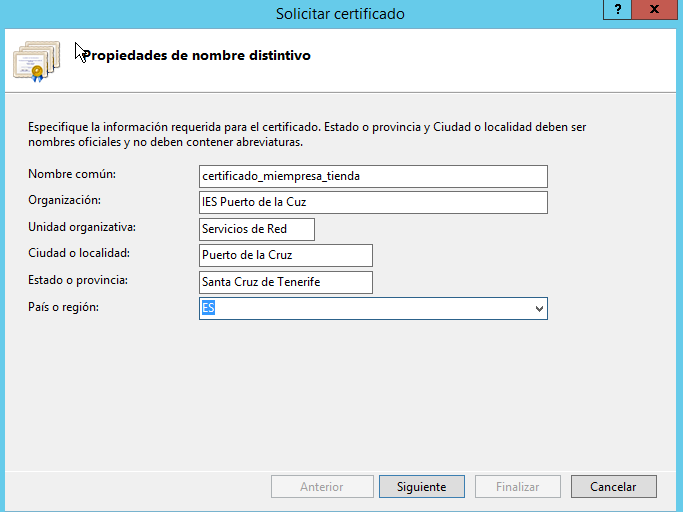 Solicitar certificado
? x
Propiedades de nombre distintivo
Especifique la información requerida para el certificado. Estado o provincia y Ciudad o localidad deben ser
nombres oficiales y no deben contener abreviaturas.
Nombre común: certificado_miempresa_tienda
Organización: IES Puerto de la Cuz
Unidad organizativa: Servicios de Red
Ciudad o localidad: Puerto de la Cruz
Estado o provincia: Santa Cruz de Tenerife
País o región: ES
Anterior Siguiente Finalizar Cancelar